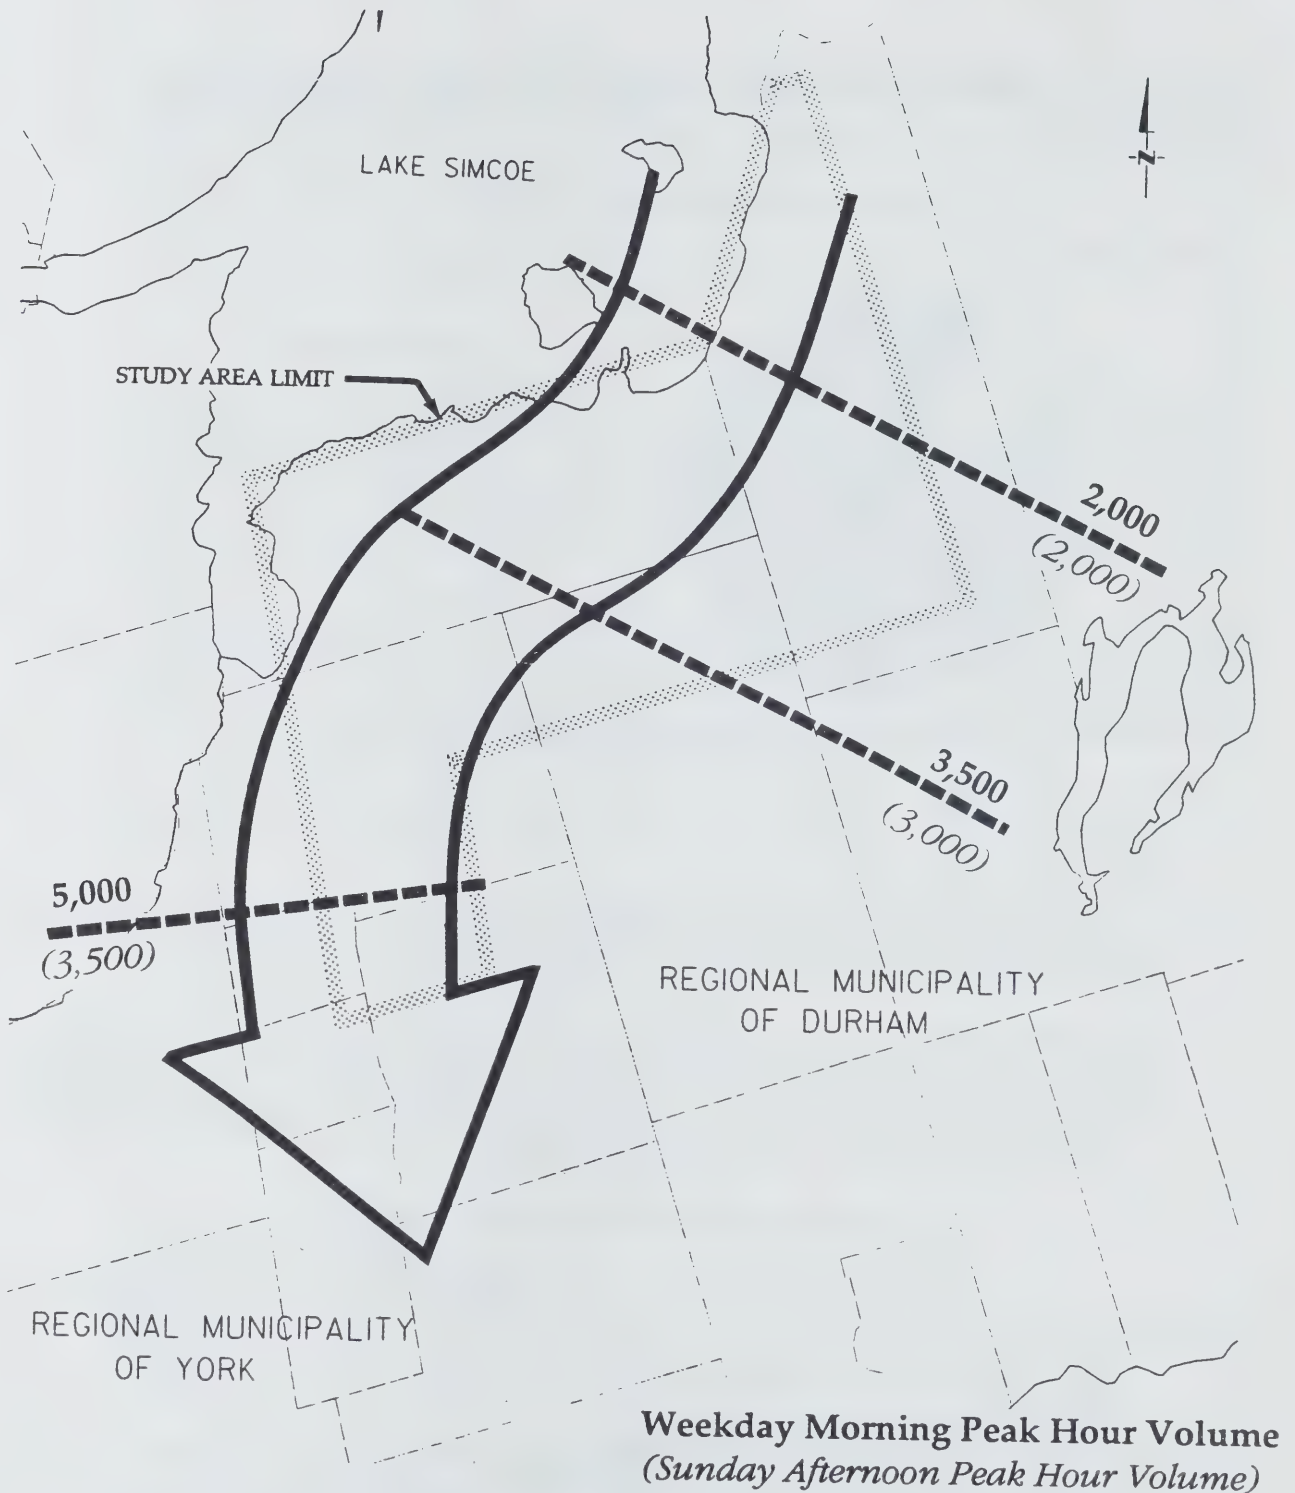 LAKE SIMCOE
N
STUDY AREA LIMIT
2,000
(2,000)
3,500
(3,000)
5,000
(3,500)
REGIONAL MUNICIPALITY
OF DURHAM
REGIONAL MUNICIPALITY
OF YORK
Weekday Morning Peak Hour Volume
(Sunday Afternoon Peak Hour Volume)